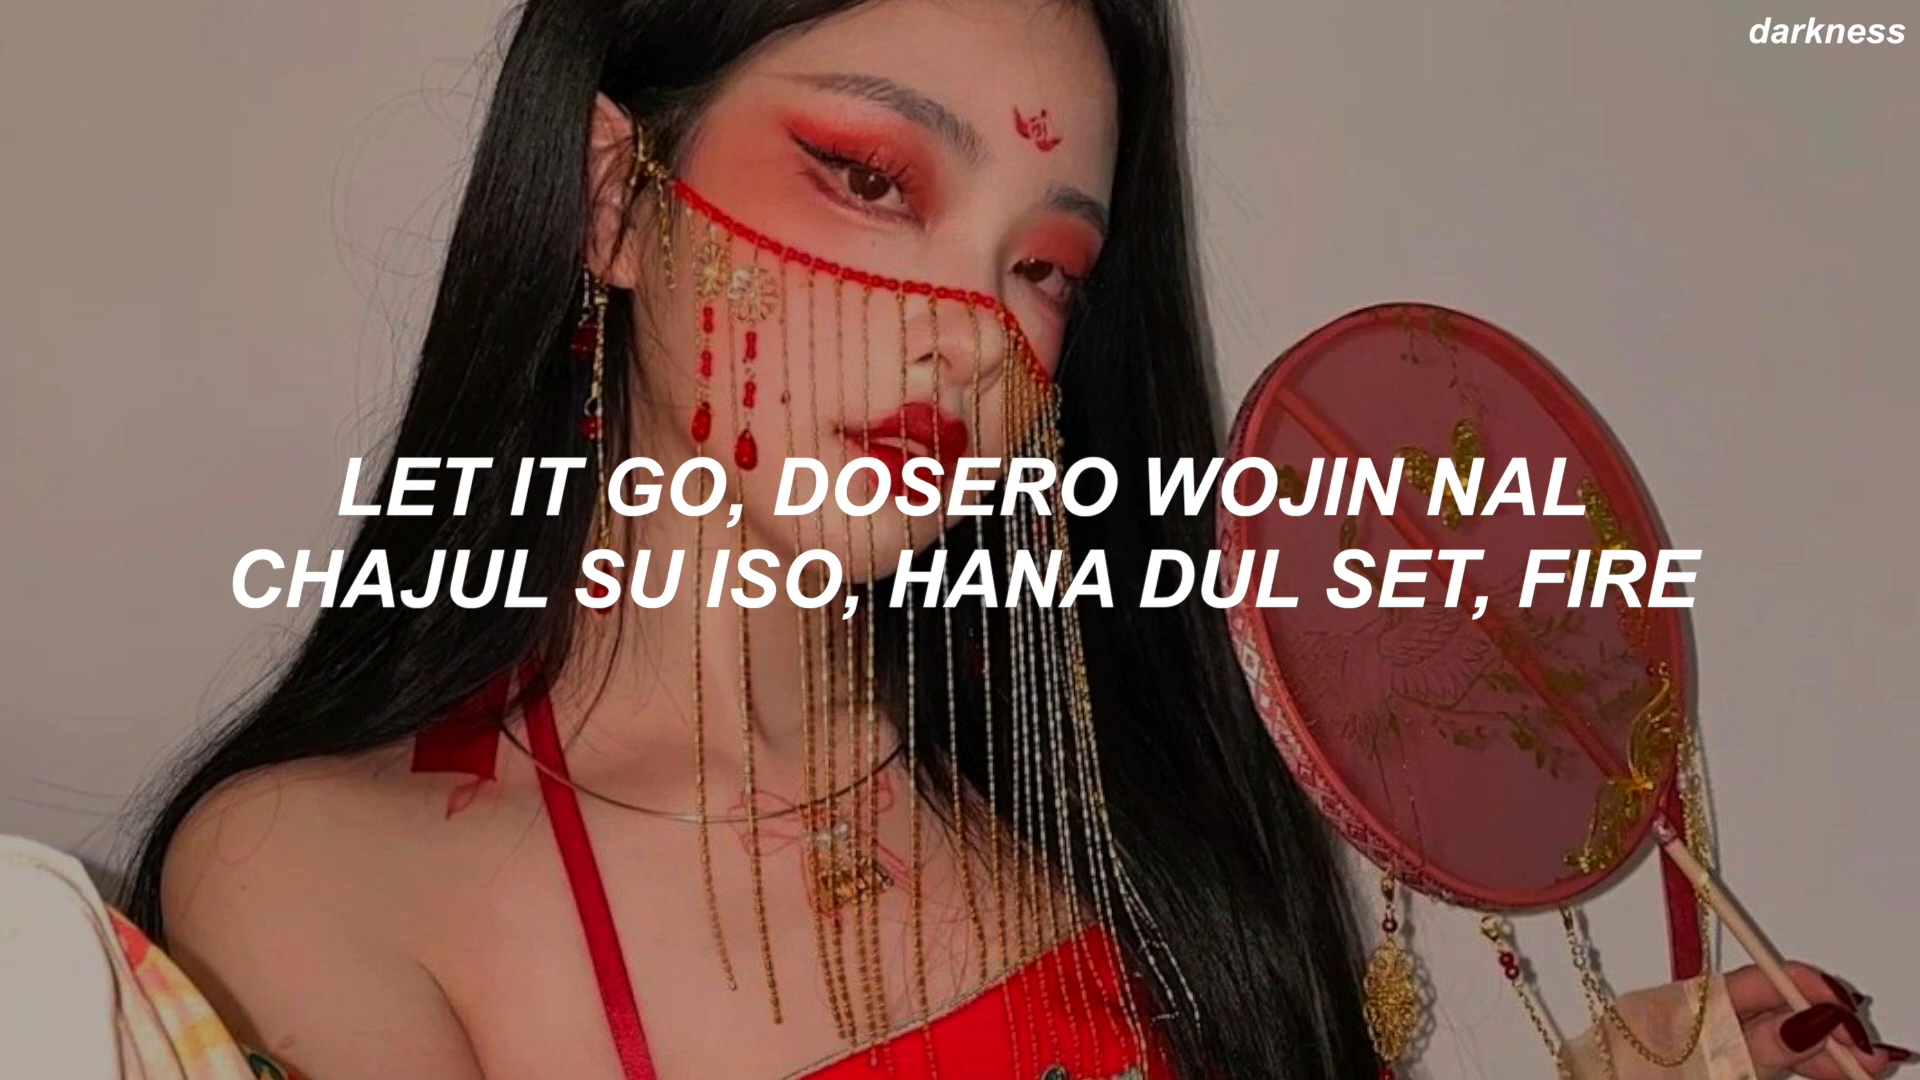 darkness
LET IT GO, DOSERO WOJIN NAL
CHAJUL SU ISO, HANA DUL SET, FIRE